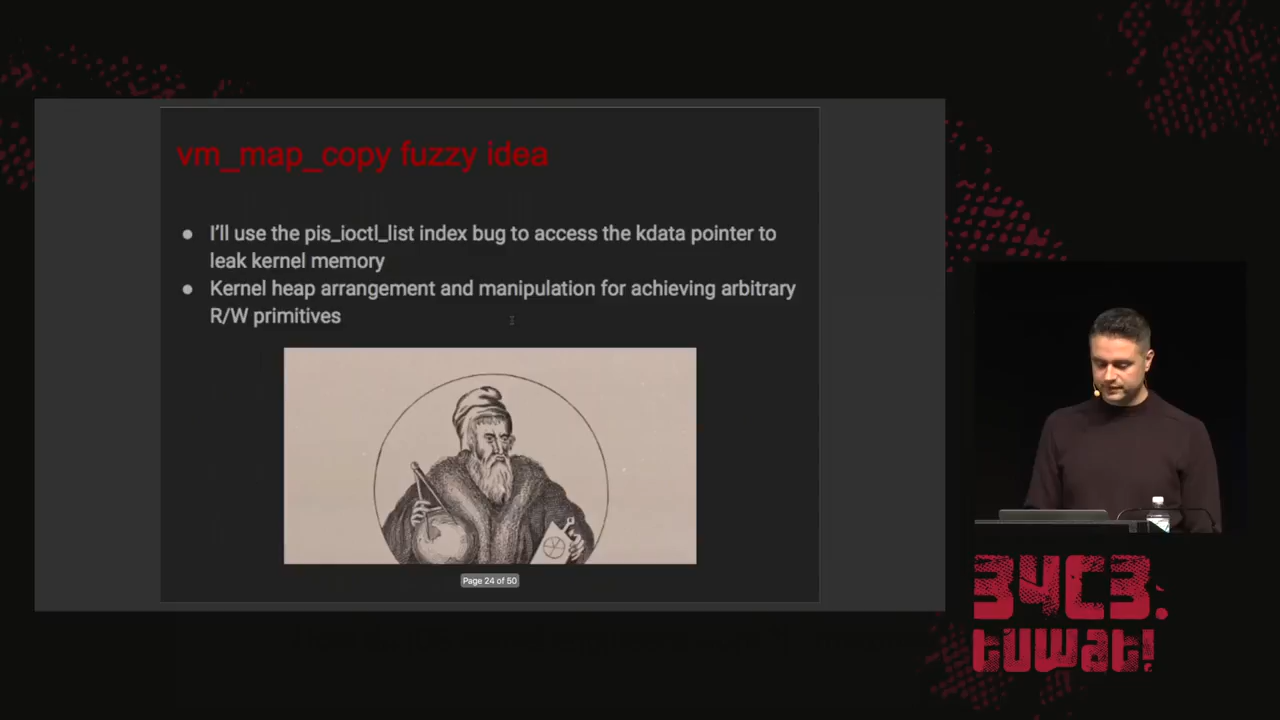 vm_map_copy fuzzy idea
● I'll use the pis_ioctl_list index bug to access the kdata pointer to
leak kernel memory
● Kernel heap arrangement and manipulation for achieving arbitrary
R/W primitives
Page 24 of 50
34C3.
tuwat!